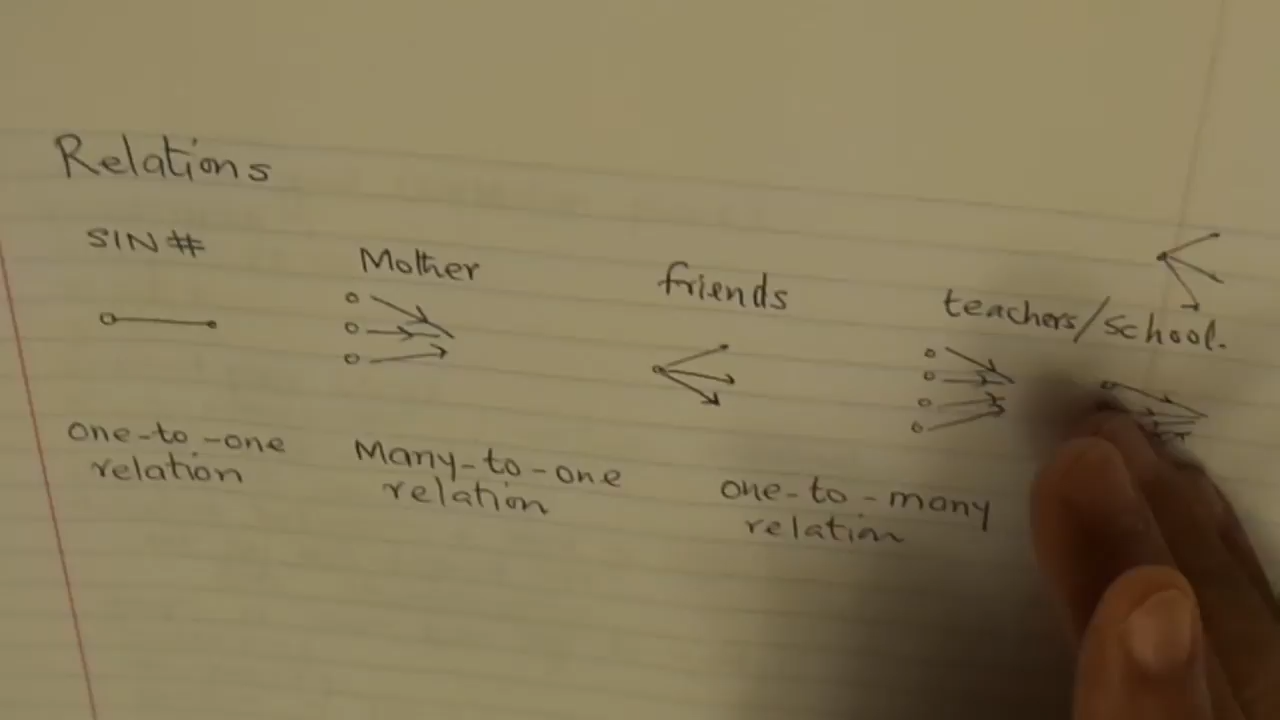 Relations
SIN #
Mother
friends
teachers/school.
one-to-one
relation
Many-to-one
relation
one-to-many
relation